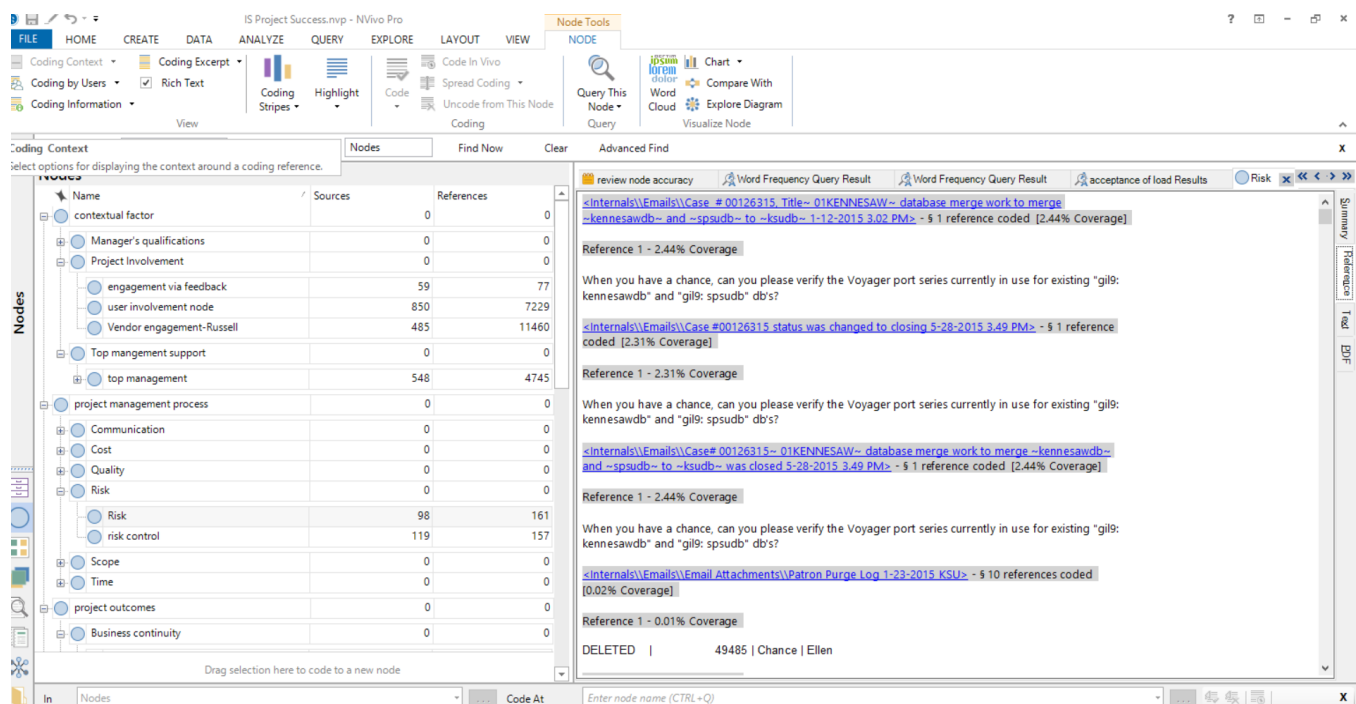 IS Project Success.nvp - NVivo Pro
Node Tools
?
FILE HOME CREATE DATA ANALYZE QUERY EXPLORE LAYOUT VIEW NODE
Coding Context
Coding Excerpt
Coding by Users
Rich Text
Coding Information
Coding Stripes
Highlight
View
Code
Code In Vivo
Spread Coding
Uncode from This Node
Coding
Query This Node
Query
ipsum
lorem
dolor
Word Cloud
Chart
Compare With
Explore Diagram
Visualize Node
Coding Context
Select options for displaying the context around a coding reference.
Nodes Find Now Clear Advanced Find X
Nodes
Nodes
Name / Sources References
contextual factor 0 0
Manager's qualifications 0 0
Project Involvement 0 0
engagement via feedback 59 77
user involvement node 850 7229
Vendor engagement-Russell 485 11460
Top mangement support 0 0
top management 548 4745
project management process 0 0
Communication 0 0
Cost 0 0
Quality 0 0
Risk 0 0
Risk 98 161
risk control 119 157
Scope 0 0
Time 0 0
project outcomes 0 0
Business continuity 0 0
Drag selection here to code to a new node
review node accuracy Word Frequency Query Result Word Frequency Query Result acceptance of load Results Risk
<Internals\\Emails\\Case # 00126315, Title~ 01KENNESAW~ database merge work to merge
~kennesawdb~ and ~spsudb~ to ~ksudb~ 1-12-2015 3.02 PM> - § 1 reference coded [2.44% Coverage]
Reference 1 - 2.44% Coverage
When you have a chance, can you please verify the Voyager port series currently in use for existing "gil9:
kennesawdb" and "gil9: spsudb" db's?
<Internals\\Emails\\Case #00126315 status was changed to closing 5-28-2015 3.49 PM> - § 1 reference
coded [2.31% Coverage]
Reference 1 - 2.31% Coverage
When you have a chance, can you please verify the Voyager port series currently in use for existing "gil9:
kennesawdb" and "gil9: spsudb" db's?
<Internals\\Emails\\Case# 00126315~ 01KENNESAW~ database merge work to merge ~kennesawdb~
and ~spsudb~ to ~ksudb~ was closed 5-28-2015 3.49 PM> - § 1 reference coded [2.44% Coverage]
Reference 1 - 2.44% Coverage
When you have a chance, can you please verify the Voyager port series currently in use for existing "gil9:
kennesawdb" and "gil9: spsudb" db's?
<Internals\\Emails\\Email Attachments\\Patron Purge Log 1-23-2015 KSU> - § 10 references coded
[0.02% Coverage]
Reference 1 - 0.01% Coverage
DELETED | 49485 | Chance | Ellen
Summary
Reference
Text
PDF
In Nodes ... Code At Enter node name (CTRL+Q) ... X